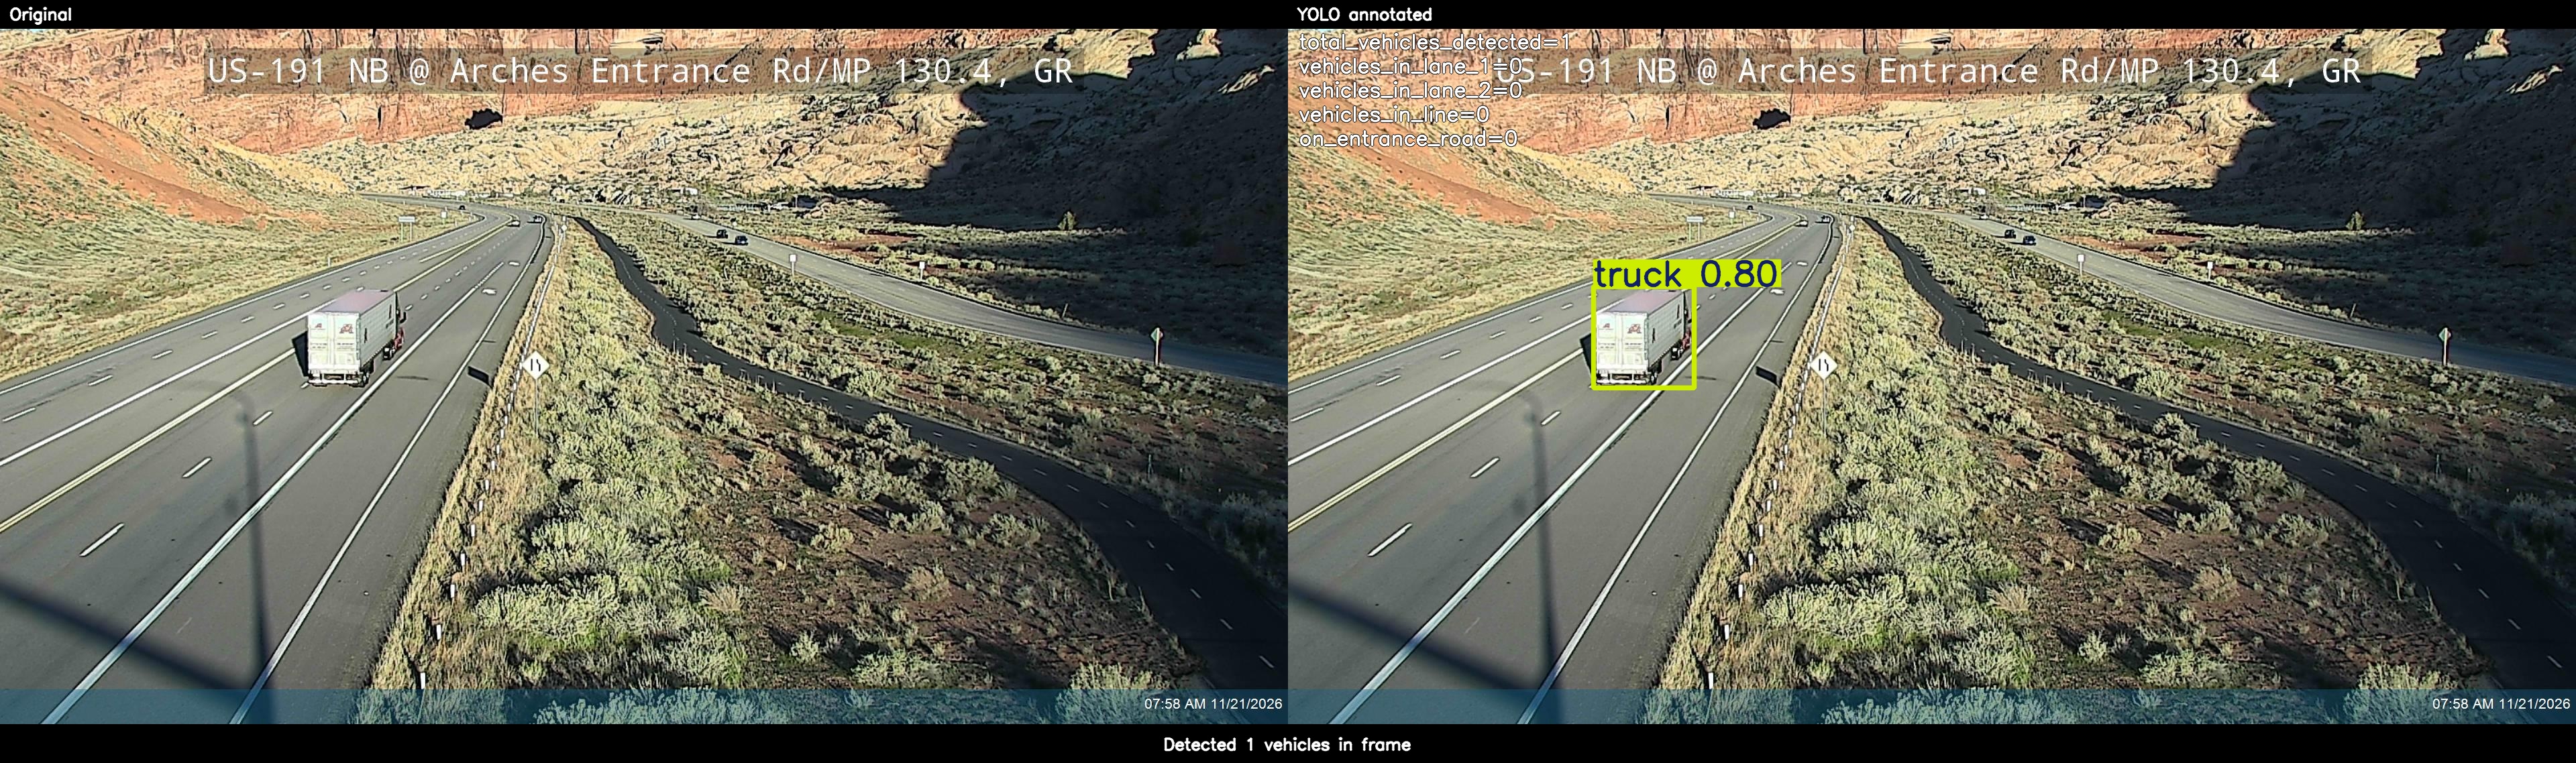 Original
US-191 NB @ Arches Entrance Rd/MP 130.4, GR
07:58 AM 11/21/2026
YOLO annotated
total_vehicles_detected=1
vehicles_in_lane_1=0
US-191 NB @ Arches Entrance Rd/MP 130.4, GR
vehicles_in_lane_2=0
vehicles_in_line=0
on_entrance_road=0
truck 0.80
07:58 AM 11/21/2026
Detected 1 vehicles in frame